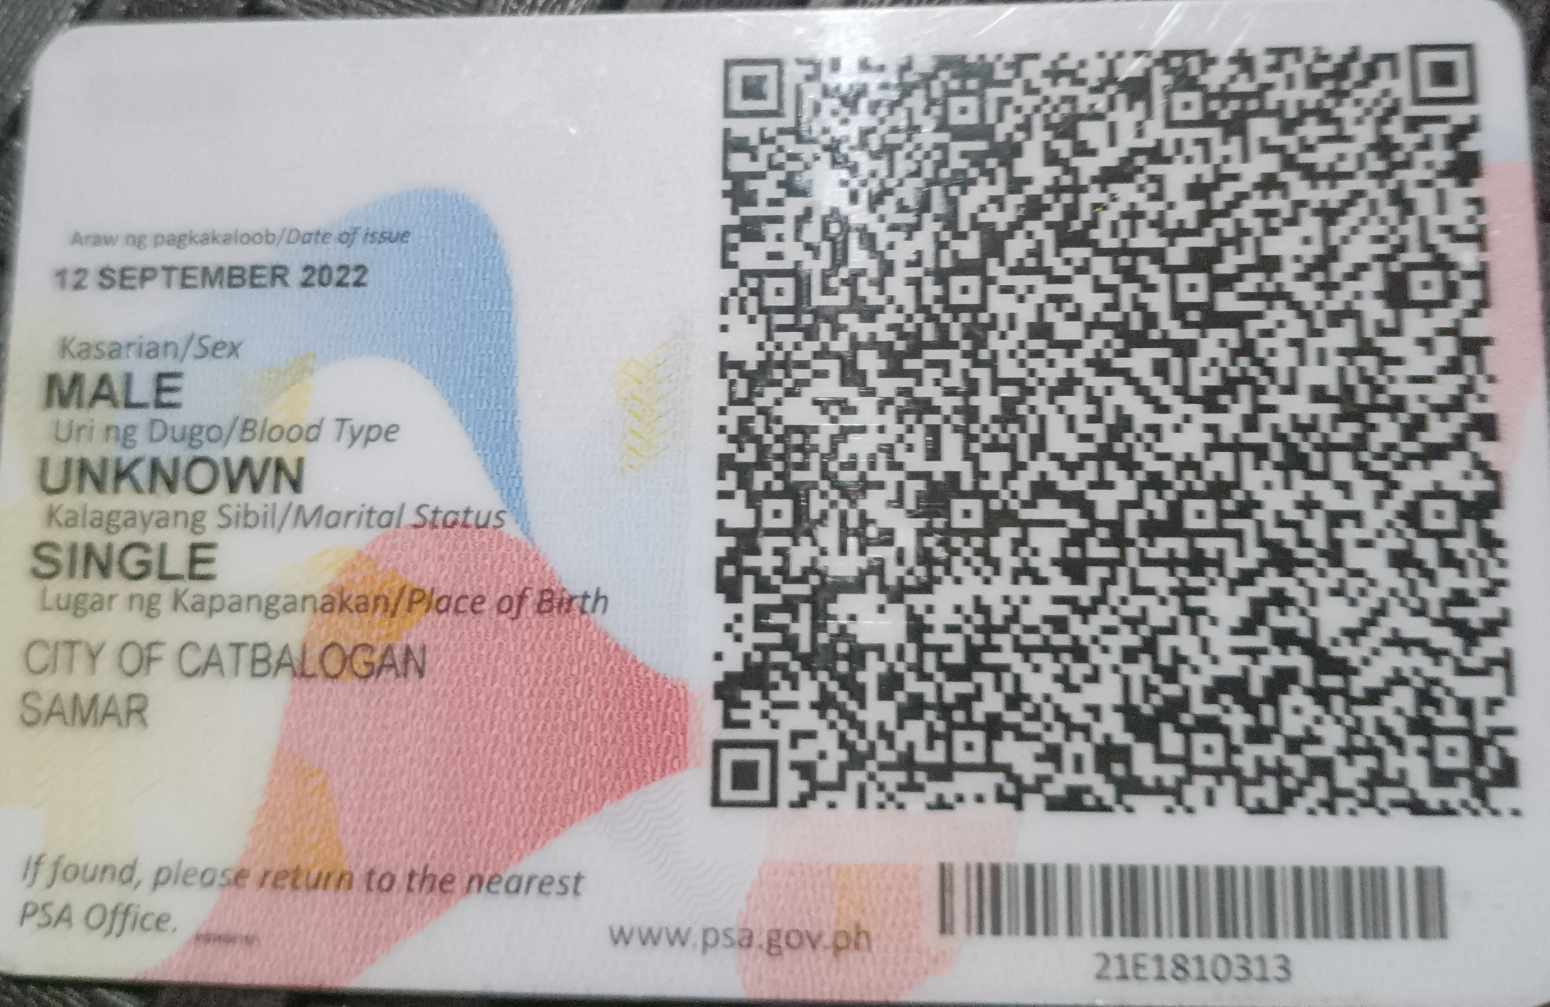 Araw ng pagkakaloob/Date of issue
12 SEPTEMBER 2022
Kasarian/Sex
MALE
Uri ng Dugo/Blood Type
UNKNOWN
Kalagayang Sibil/Marital Status
SINGLE
Lugar ng Kapanganakan/Place of Birth
CITY OF CATBALOGAN
SAMAR
If found, please return to the nearest
PSA Office.
www.psa.gov.ph
21E1810313